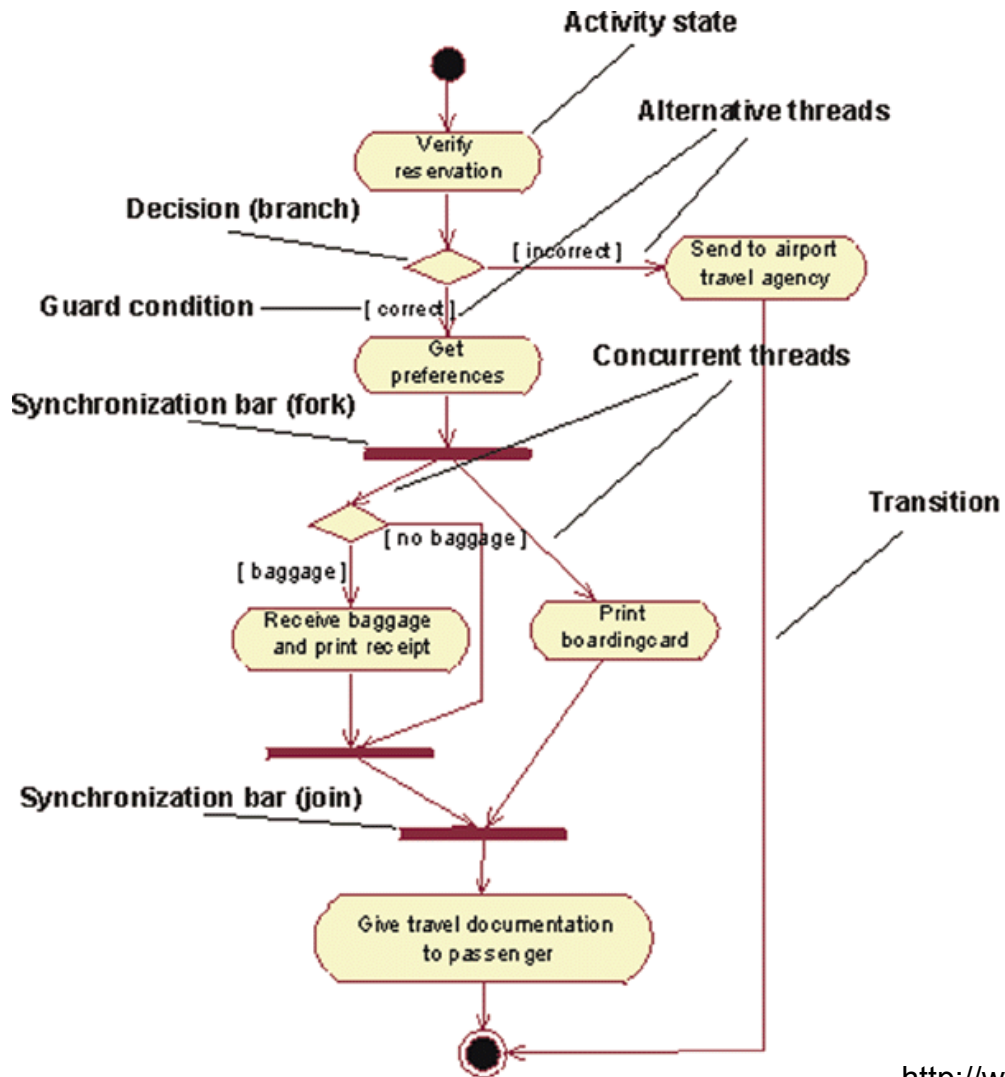 Activity state
Alternative threads
Verify
reservation
Decision (branch)
[ incorrect ]
Send to airport
travel agency
Guard condition
[ correct ]
Get
preferences
Concurrent threads
Synchronization bar (fork)
Transition
[ no baggage ]
[ baggage ]
Receive baggage
and print receipt
Print
boardingcard
Synchronization bar (join)
Give travel documentation
to passenger
http://w